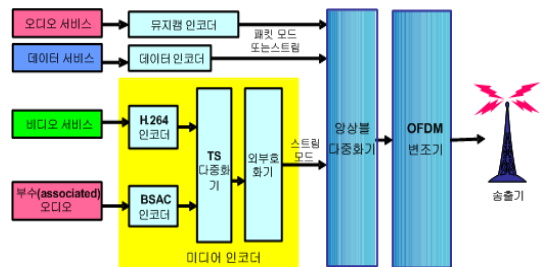 오디오 서비스
뮤지캠 인코더
패킷 모드
또는스트림
데이터 서비스
데이터 인코더
비디오 서비스
H.264
인코더
TS
다중화
기
외부호
화기
스트림
모드
부수(associated)
오디오
BSAC
인코더
미디어 인코더
앙상블
다중화기
OFDM
변조기
송출기